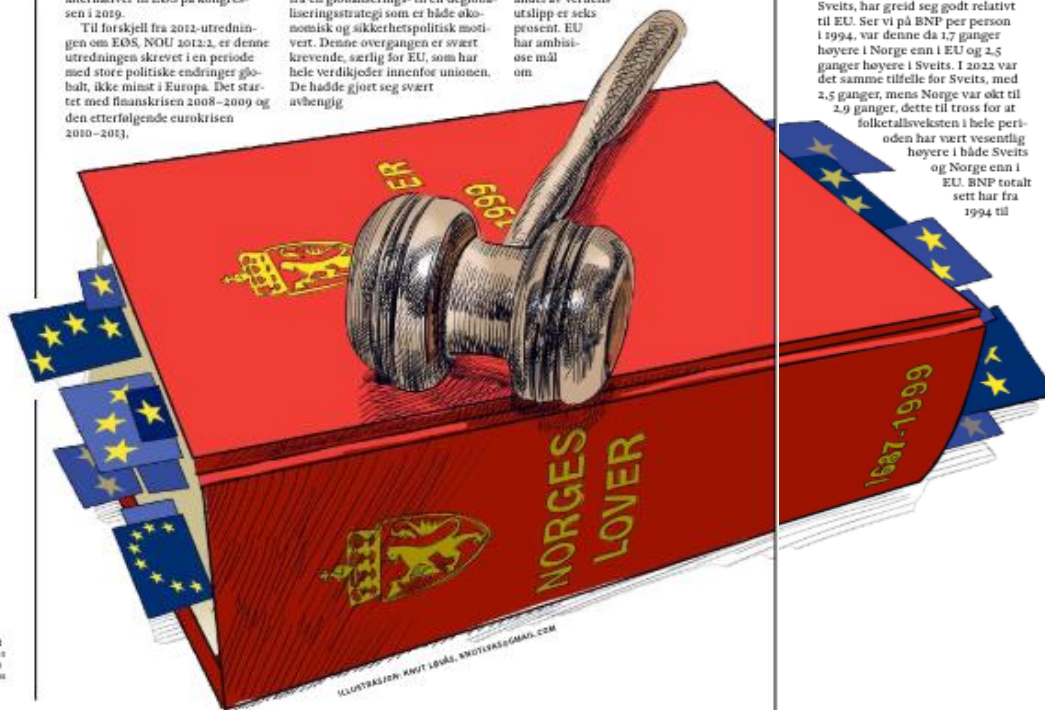 sen i 2019.
Til forskjell fra 2012-utrednin-
gen om EØS, NOU 2012:2, er denne
utredningen skrevet i en periode
med store politiske endringer glo-
balt, ikke minst i Europa. Det star-
tet med finanskrisen 2008–2009 og
den etterfølgende eurokrisen
2010–2013,
liseringsstrategi som er både øko-
nomisk og sikkerhetspolitisk moti-
vert. Denne overgangen er svært
krevende, særlig for EU, som har
hele verdikjeder innenfor unionen.
De hadde gjort seg svært
avhengig
utslipp er seks
prosent. EU
har ambisi-
øse mål
om
Sveits, har greid seg godt relativt
til EU. Ser vi på BNP per person
i 1994, var denne da 1,7 ganger
høyere i Norge enn i EU og 2,5
ganger høyere i Sveits. I 2022 var
det samme tilfelle for Sveits, med
2,5 ganger, mens Norge var økt til
2,9 ganger, dette til tross for at
folketallsveksten i hele peri-
oden har vært vesentlig
høyere i både Sveits
og Norge enn i
EU. BNP totalt
sett har fra
1994 til
ER
1999
NORGES
LOVER
1687-1999
ILLUSTRASJON: KNUT LØVÅS, KNUTLVAS@GMAIL.COM